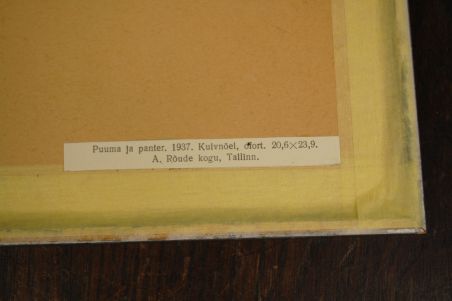 Puuma ja panter. 1937. Kuivnõel, ofort. 20,6×23,9.
A. Rõude kogu, Tallinn.